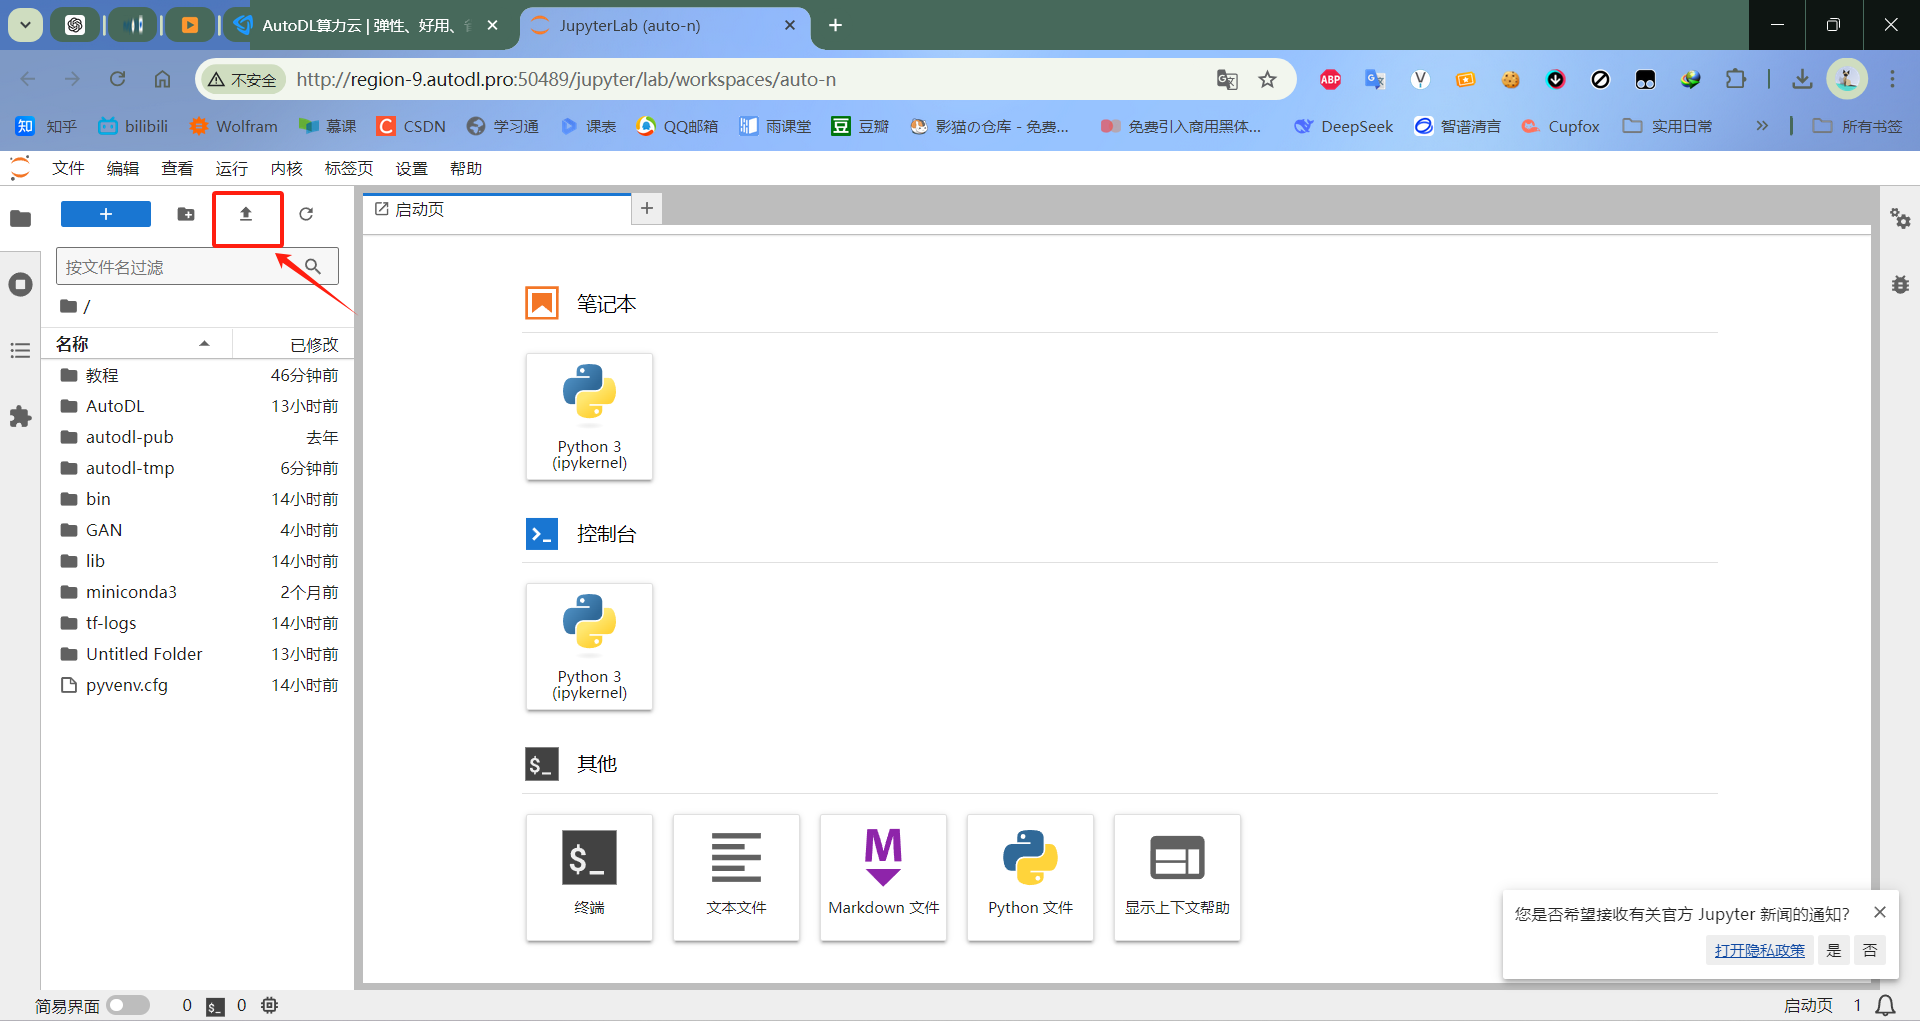 AutoDL算力云 | 弹性、好用、
JupyterLab (auto-n)
不安全
http://region-9.autodl.pro:50489/jupyter/lab/workspaces/auto-n
ABP
知 知乎
bilibili
Wolfram
慕课
C CSDN
学习通
课表
QQ邮箱
雨课堂
豆 豆瓣
影猫の仓库 - 免费...
免费引入商用黑体...
DeepSeek
智谱清言
Cupfox
实用日常
»
所有书签
文件 编辑 查看 运行 内核 标签页 设置 帮助
启动页
按文件名过滤
/
名称 已修改
教程 46分钟前
AutoDL 13小时前
autodl-pub 去年
autodl-tmp 6分钟前
bin 14小时前
GAN 4小时前
lib 14小时前
miniconda3 2个月前
tf-logs 14小时前
Untitled Folder 13小时前
pyvenv.cfg 14小时前
笔记本
Python 3
(ipykernel)
控制台
Python 3
(ipykernel)
$_ 其他
$_
终端
文本文件
M
Markdown 文件
Python 文件
显示上下文帮助
您是否希望接收有关官方 Jupyter 新闻的通知?
打开隐私政策 是 否
简易界面 0 $_ 0
启动页 1